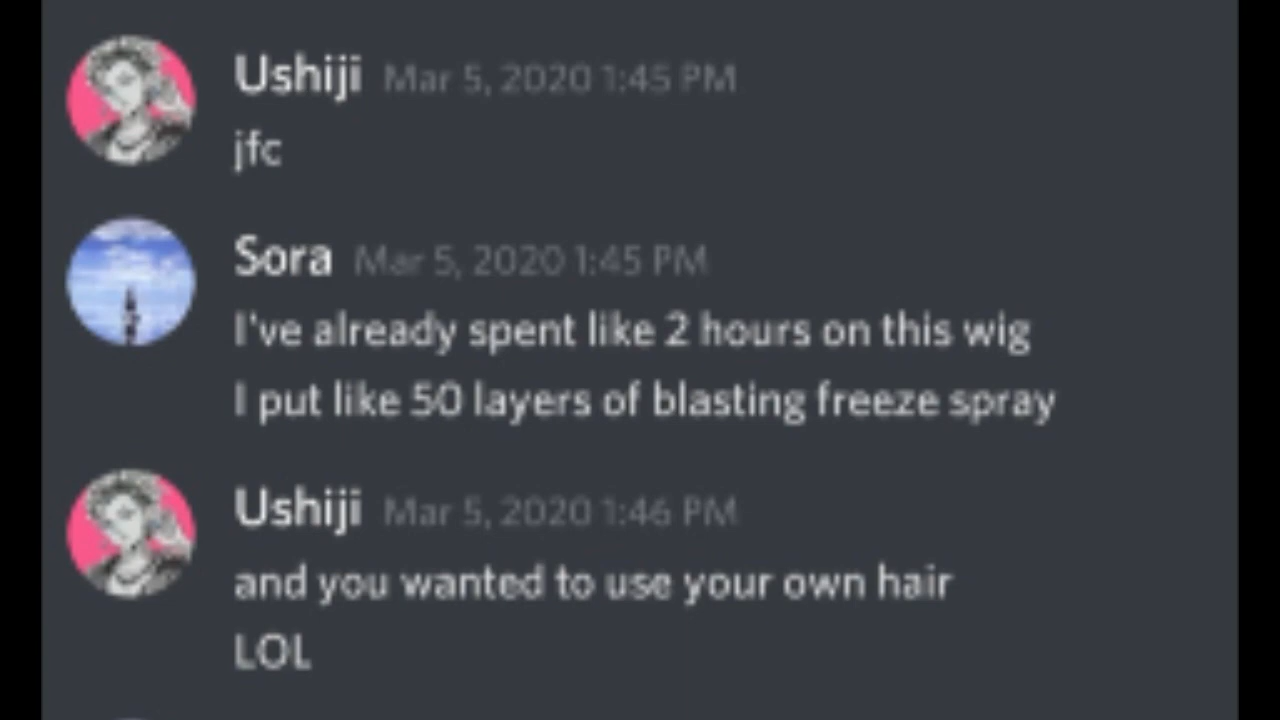 Ushiji Mar 5, 2020 1:45 PM
jfc
Sora Mar 5, 2020 1:45 PM
I've already spent like 2 hours on this wig
I put like 50 layers of blasting freeze spray
Ushiji Mar 5, 2020 1:46 PM
and you wanted to use your own hair
LOL